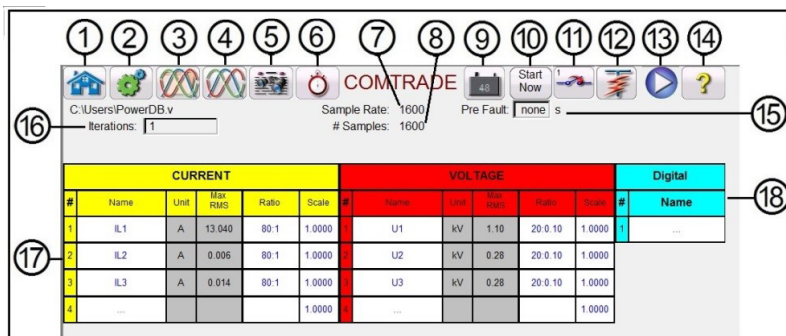 1 2 3 4 5 6 7 8 9 10 11 12 13 14
COMTRADE 48 Start Now 1 ?
C:\Users\PowerDB.v Sample Rate: 1600 Pre Fault: none s 15
16 Iterations: 1 # Samples: 1600
CURRENT VOLTAGE Digital
# Name Unit Max RMS Ratio Scale # Name Unit Max RMS Ratio Scale # Name 18
1 IL1 A 13.040 80:1 1.0000 1 U1 kV 1.10 20:0.10 1.0000 1 ...
17 2 IL2 A 0.006 80:1 1.0000 2 U2 kV 0.28 20:0.10 1.0000
3 IL3 A 0.014 80:1 1.0000 3 U3 kV 0.28 20:0.10 1.0000
4 ... 1.0000 4 ... 1.0000